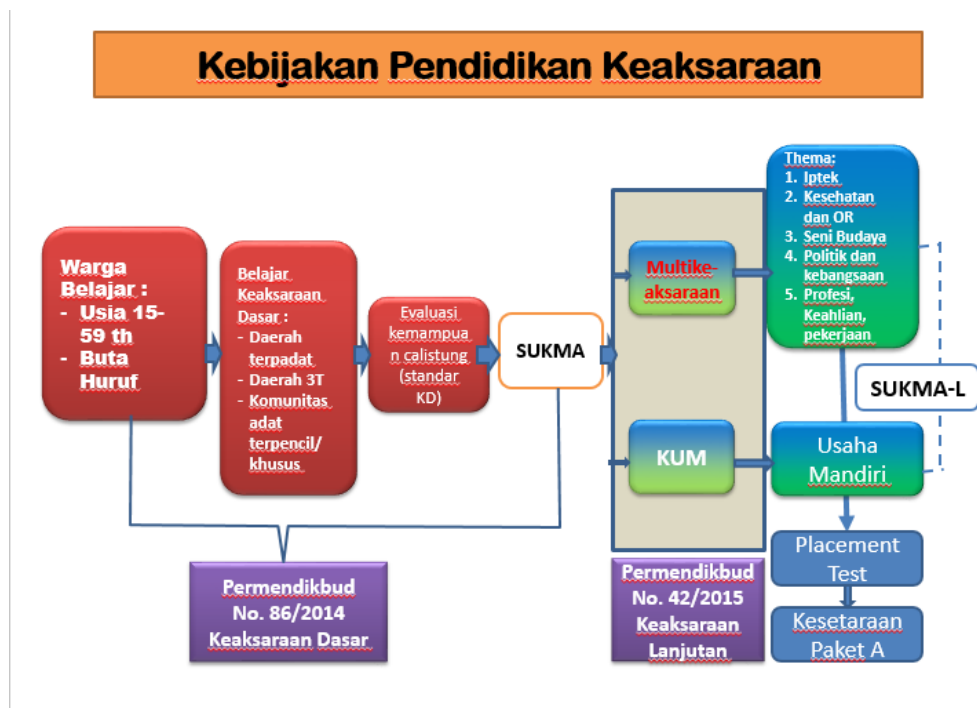 Kebijakan Pendidikan Keaksaraan
Warga
Belajar :
- Usia 15-
59 th
- Buta
Huruf
Belajar
Keaksaraan
Dasar :
- Daerah
terpadat
- Daerah 3T
- Komunitas
adat
terpencil/
khusus
Evaluasi
kemampua
n calistung
(standar
KD)
SUKMA
Multike-
aksaraan
KUM
Thema:
1. Iptek
2. Kesehatan
dan OR
3. Seni Budaya
4. Politik dan
kebangsaan
5. Profesi,
Keahlian,
pekerjaan
SUKMA-L
Usaha
Mandiri
Placement
Test
Kesetaraan
Paket A
Permendikbud
No. 86/2014
Keaksaraan Dasar
Permendikbud
No. 42/2015
Keaksaraan
Lanjutan